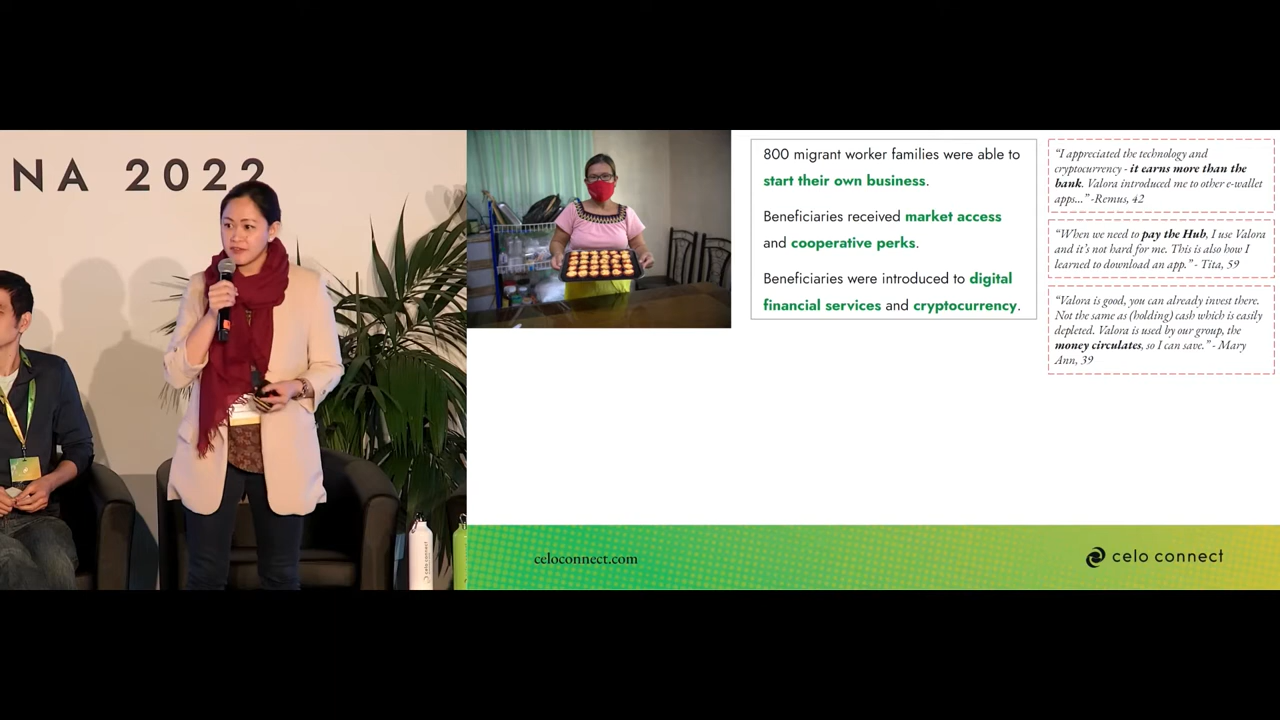 NA 2022
800 migrant worker families were able to
start their own business.
Beneficiaries received market access
and cooperative perks.
Beneficiaries were introduced to digital
financial services and cryptocurrency.
“I appreciated the technology and
cryptocurrency - it earns more than the
bank. Valora introduced me to other e-wallet
apps...” -Remus, 42
“When we need to pay the Hub, I use Valora
and it’s not hard for me. This is also how I
learned to download an app.” - Tita, 59
“Valora is good, you can already invest there.
Not the same as (holding) cash which is easily
depleted. Valora is used by our group, the
money circulates, so I can save.” - Mary
Ann, 39
celoconnect.com
celo connect